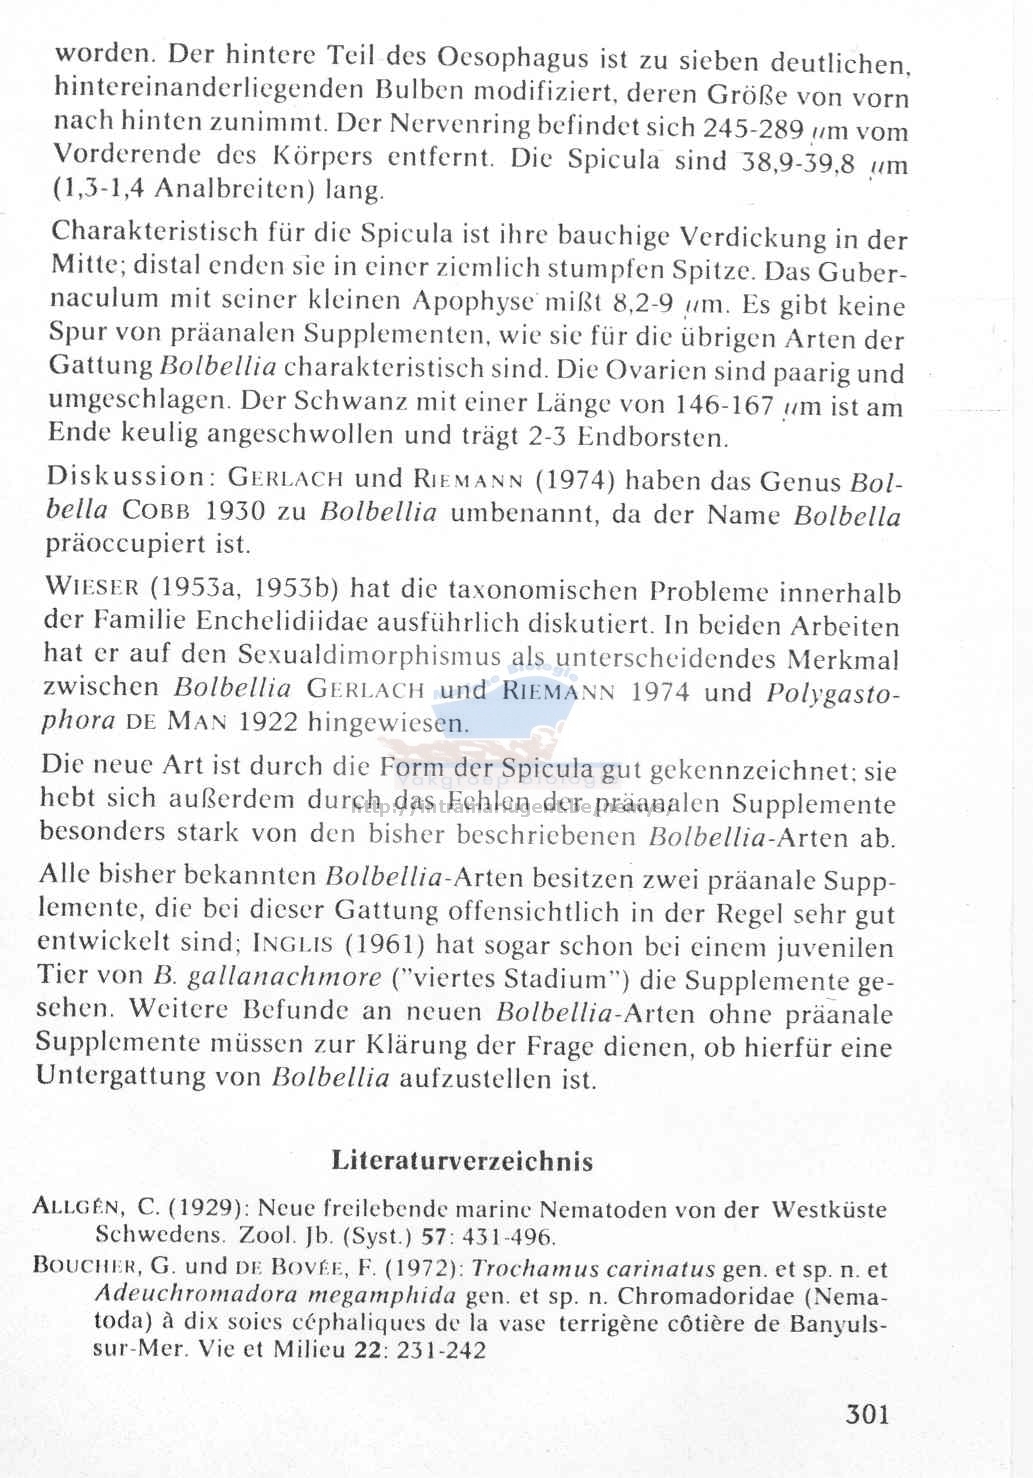 worden. Der hintere Teil des Oesophagus ist zu sieben deutlichen,
hintereinanderliegenden Bulben modifiziert, deren Größe von vorn
nach hinten zunimmt. Der Nervenring befindet sich 245-289 µm vom
Vorderende des Körpers entfernt. Die Spicula sind 38,9-39,8 µm
(1,3-1,4 Analbreiten) lang.
Charakteristisch für die Spicula ist ihre bauchige Verdickung in der
Mitte; distal enden sie in einer ziemlich stumpfen Spitze. Das Guber-
naculum mit seiner kleinen Apophyse mißt 8,2-9 µm. Es gibt keine
Spur von präanalen Supplementen, wie sie für die übrigen Arten der
Gattung Bolbellia charakteristisch sind. Die Ovarien sind paarig und
umgeschlagen. Der Schwanz mit einer Länge von 146-167 µm ist am
Ende keulig angeschwollen und trägt 2-3 Endborsten.
Diskussion: GERLACH und RIEMANN (1974) haben das Genus Bol-
bella COBB 1930 zu Bolbellia umbenannt, da der Name Bolbella
präoccupiert ist.
WIESER (1953a, 1953b) hat die taxonomischen Probleme innerhalb
der Familie Enchelidiidae ausführlich diskutiert. In beiden Arbeiten
hat er auf den Sexualdimorphismus als unterscheidendes Merkmal
zwischen Bolbellia GERLACH und RIEMANN 1974 und Polygasto-
phora DE MAN 1922 hingewiesen.
Die neue Art ist durch die Form der Spicula gut gekennzeichnet; sie
hebt sich außerdem durch das Fehlen der präanalen Supplemente
besonders stark von den bisher beschriebenen Bolbellia-Arten ab.
Alle bisher bekannten Bolbellia-Arten besitzen zwei präanale Supp-
lemente, die bei dieser Gattung offensichtlich in der Regel sehr gut
entwickelt sind; INGLIS (1961) hat sogar schon bei einem juvenilen
Tier von B. gallanachmore ("viertes Stadium") die Supplemente ge-
sehen. Weitere Befunde an neuen Bolbellia-Arten ohne präanale
Supplemente müssen zur Klärung der Frage dienen, ob hierfür eine
Untergattung von Bolbellia aufzustellen ist.
Literaturverzeichnis
ALLGÉN, C. (1929): Neue freilebende marine Nematoden von der Westküste
Schwedens. Zool. Jb. (Syst.) 57: 431-496.
BOUCHER, G. und DE BOVÉE, F. (1972): Trochamus carinatus gen. et sp. n. et
Adeuchromadora megamphida gen. et sp. n. Chromadoridae (Nema-
toda) à dix soies céphaliques de la vase terrigène côtière de Banyuls-
sur-Mer. Vie et Milieu 22: 231-242
301